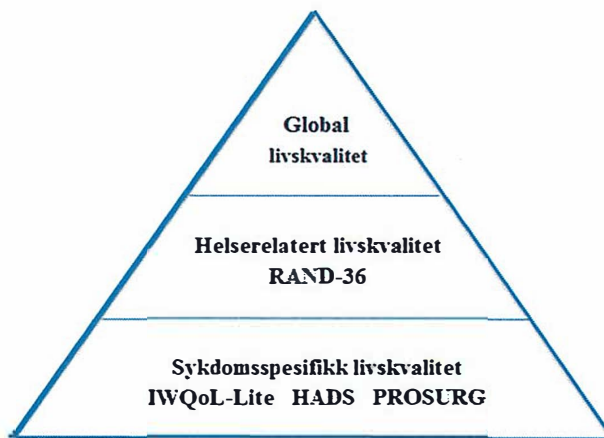 Global
livskvalitet
Helserelatert livskvalitet
RAND-36
Sykdomsspesifikk livskvalitet
IWQoL-Lite HADS PROSURG